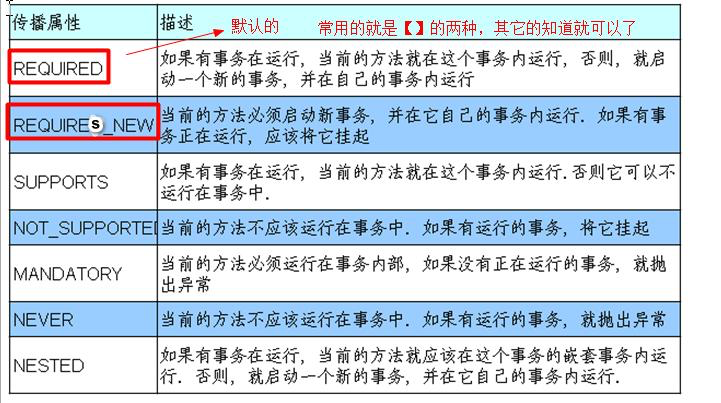 传播属性 描述 默认的 常用的就是【】的两种，其它的知道就可以了
REQUIRED 如果有事务在运行，当前的方法就在这个事务内运行，否则，就启
动一个新的事务，并在自己的事务内运行
REQUIRES_NEW 当前的方法必须启动新事务，并在它自己的事务内运行．如果有事
务正在运行，应该将它挂起
SUPPORTS 如果有事务在运行，当前的方法就在这个事务内运行．否则它可以不
运行在事务中．
NOT_SUPPORTED 当前的方法不应该运行在事务中．如果有运行的事务，将它挂起
MANDATORY 当前的方法必须运行在事务内部，如果没有正在运行的事务，就抛
出异常
NEVER 当前的方法不应该运行在事务中．如果有运行的事务，就抛出异常
NESTED 如果有事务在运行，当前的方法就应该在这个事务的嵌套事务内运
行．否则，就启动一个新的事务，并在它自己的事务内运行．